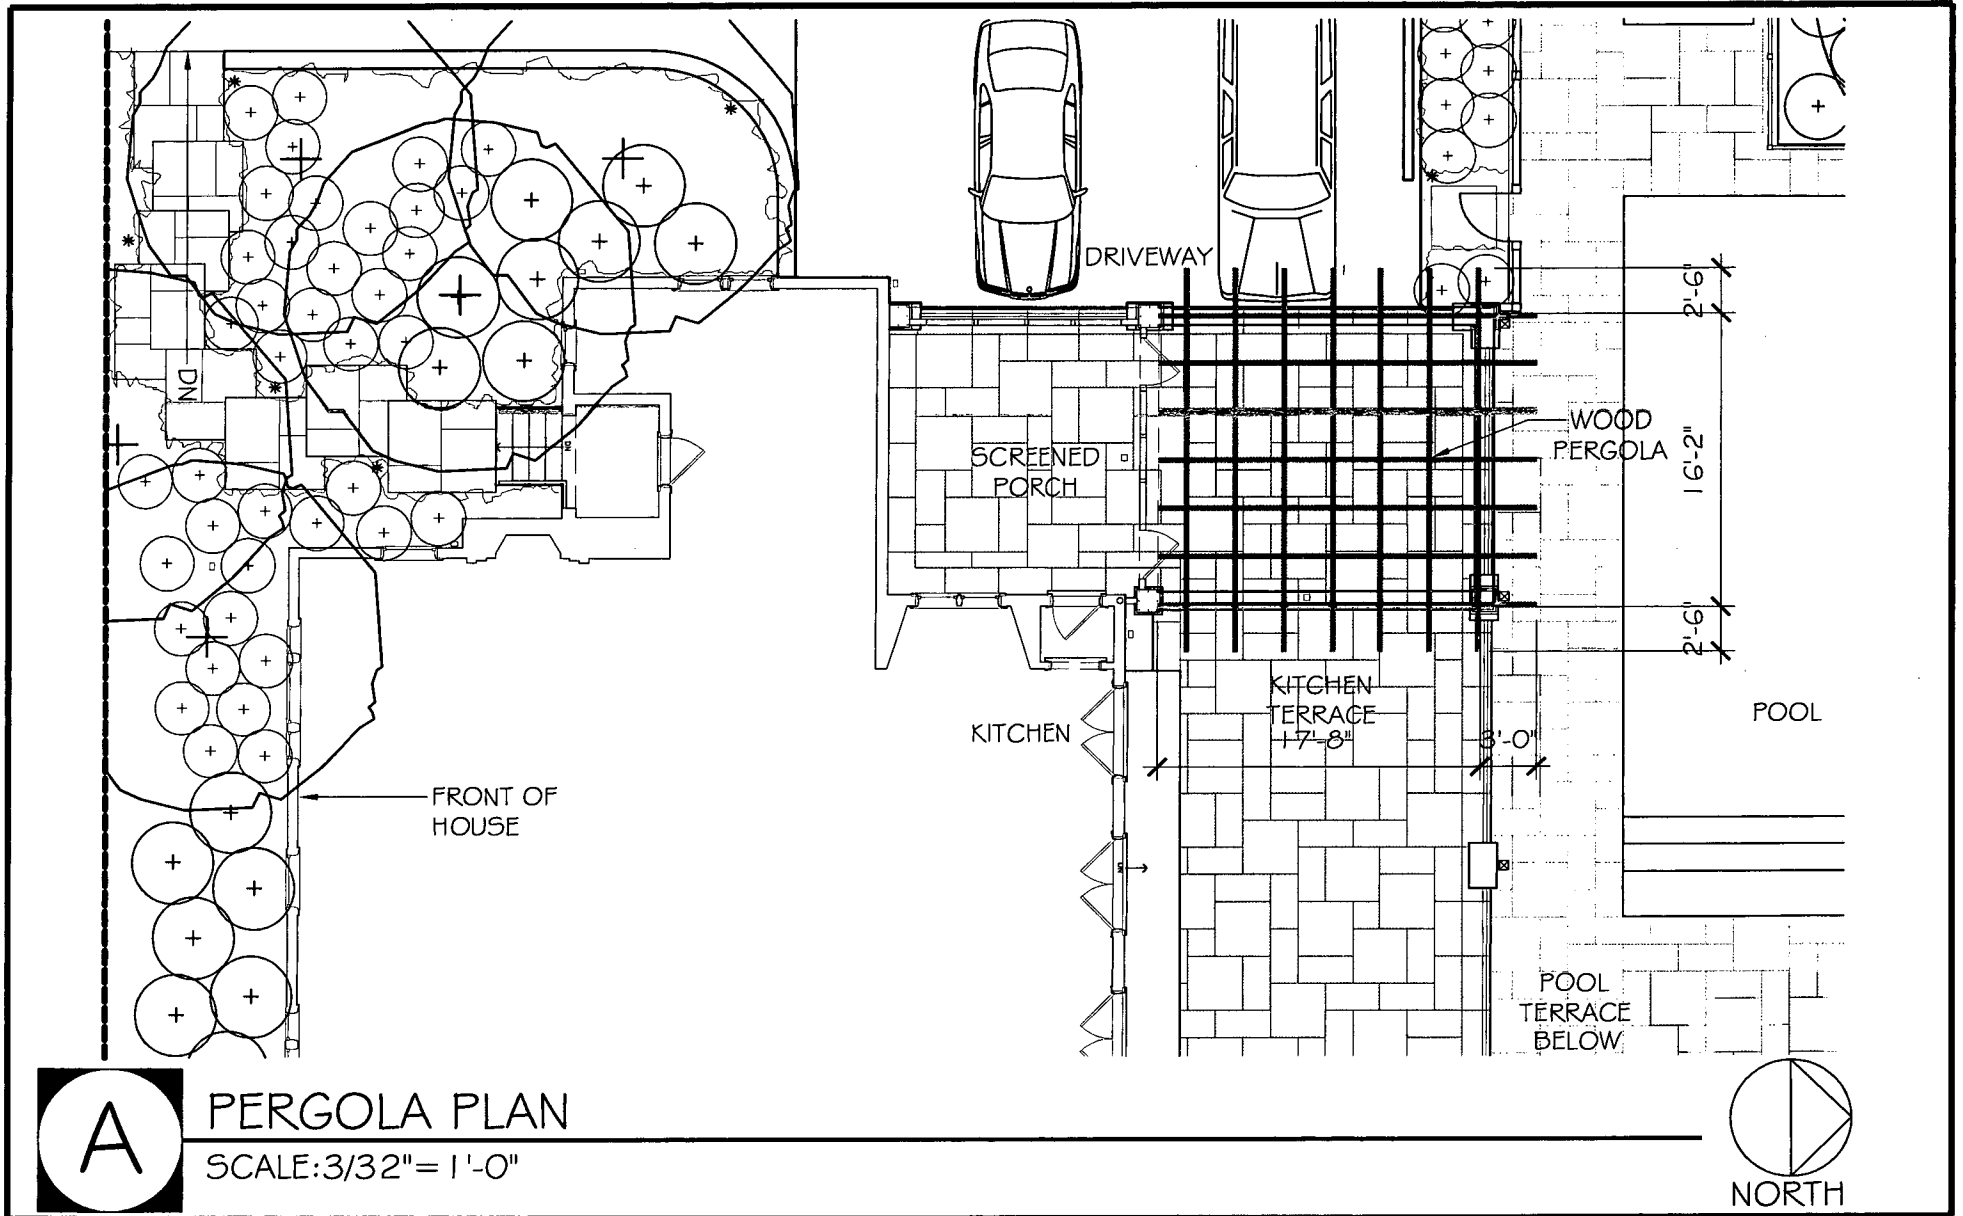 DRIVEWAY
2'-6"
DN
WOOD
PERGOLA
16'-2"
SCREENED
PORCH
2'-6"
KITCHEN
TERRACE
17'-8"
3'-0"
KITCHEN
POOL
FRONT OF
HOUSE
POOL
TERRACE
BELOW
A
PERGOLA PLAN
SCALE: 3/32" = 1'-0"
NORTH